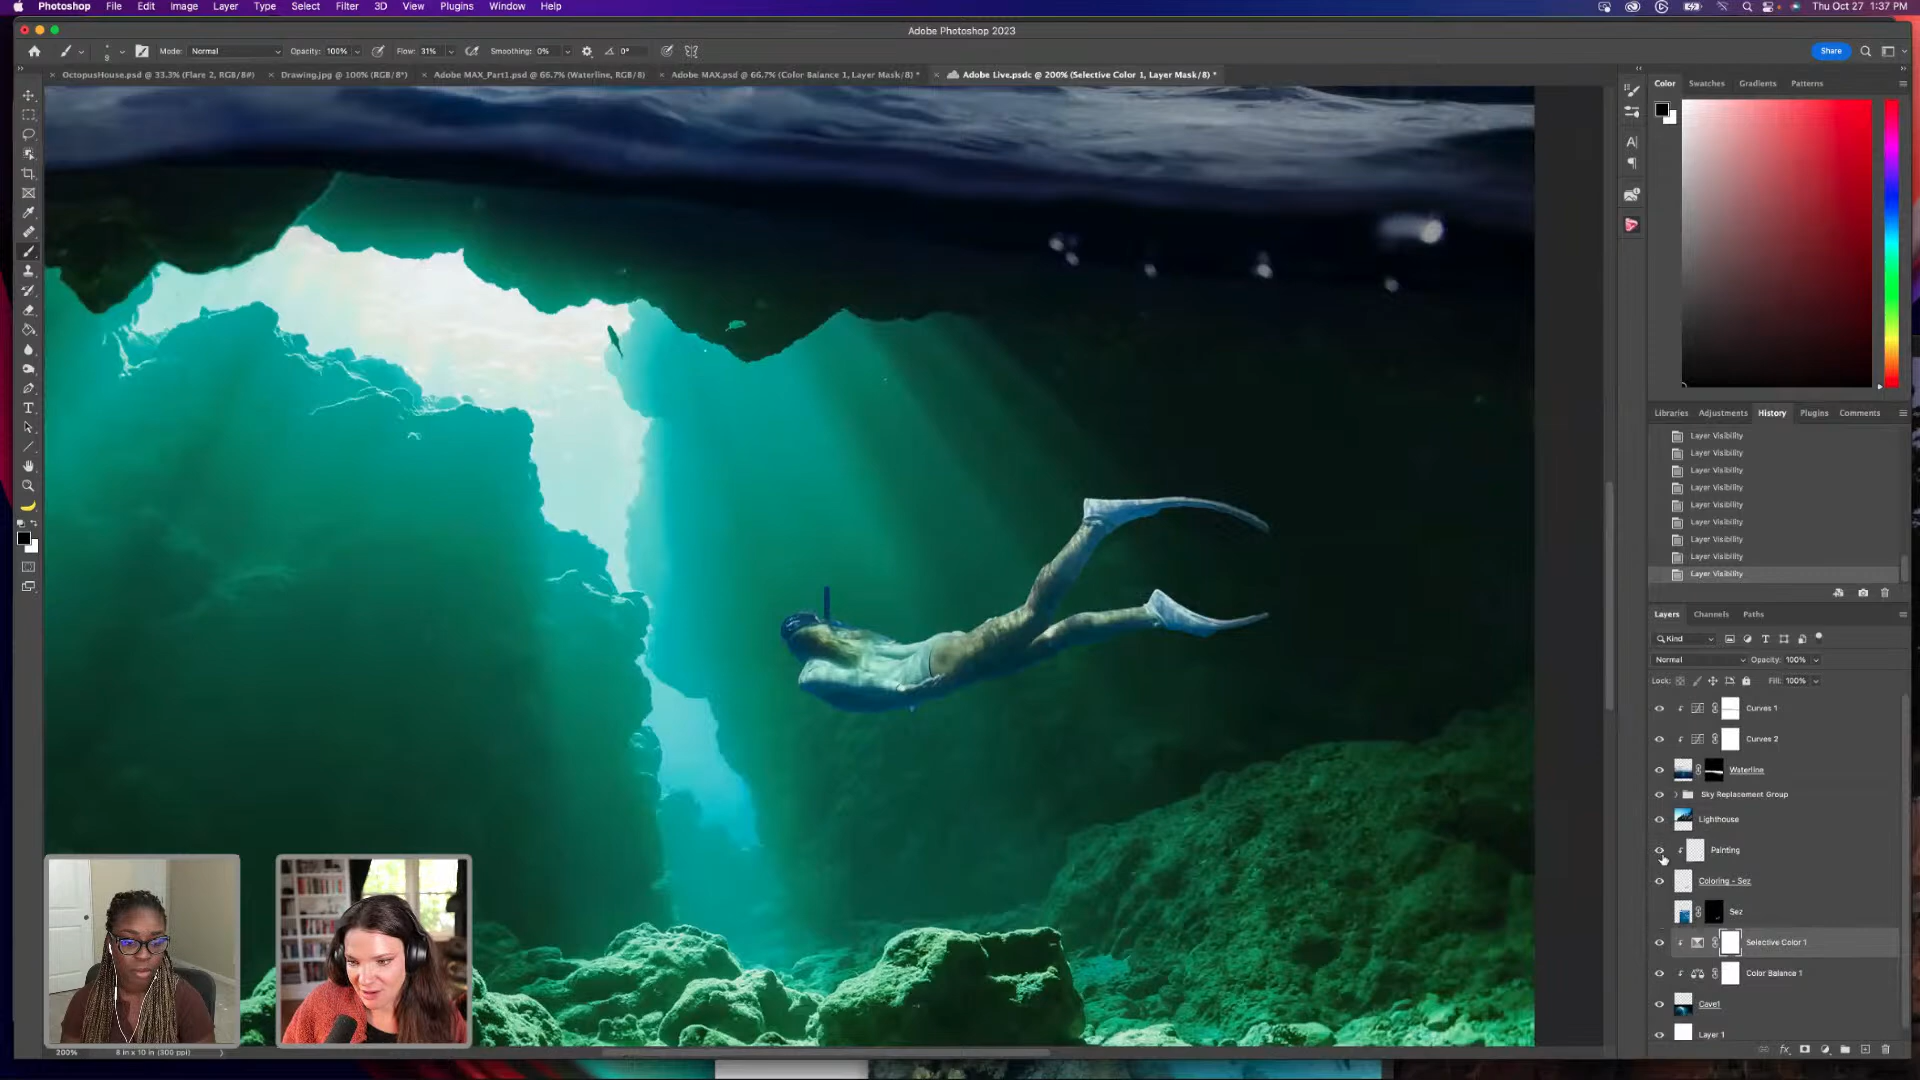 Photoshop File Edit Image Layer Type Select Filter 3D View Plugins Window Help Thu Oct 27 1:37 PM
Adobe Photoshop 2023
9 Mode: Normal Opacity: 100% Flow: 31% Smoothing: 0% 0° Share
OctopusHouse.psd @ 33.3% (Flare 2, RGB/8#) Drawing.jpg @ 100% (RGB/8*) Adobe MAX_Part1.psd @ 66.7% (Waterline, RGB/8) Adobe MAX.psd @ 66.7% (Color Balance 1, Layer Mask/8) * Adobe Live.psdc @ 200% (Selective Color 1, Layer Mask/8) *
Color Swatches Gradients Patterns
Libraries Adjustments History Plugins Comments
Layer Visibility
Layer Visibility
Layer Visibility
Layer Visibility
Layer Visibility
Layer Visibility
Layer Visibility
Layer Visibility
Layer Visibility
Layers Channels Paths
Kind
Normal Opacity: 100%
Lock: Fill: 100%
Curves 1
Curves 2
Waterline
Sky Replacement Group
Lighthouse
Painting
Coloring - Sez
Sez
Selective Color 1
Color Balance 1
Cave1
Layer 1
200% 8 in x 10 in (300 ppi)